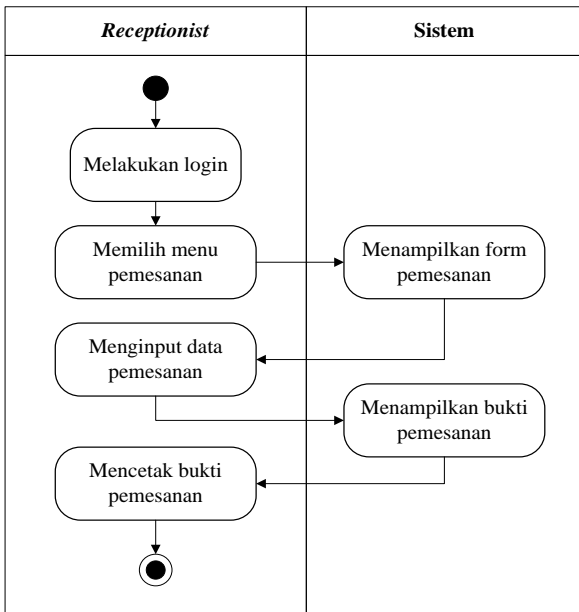 Receptionist
Sistem
Melakukan login
Memilih menu
pemesanan
Menampilkan form
pemesanan
Menginput data
pemesanan
Menampilkan bukti
pemesanan
Mencetak bukti
pemesanan